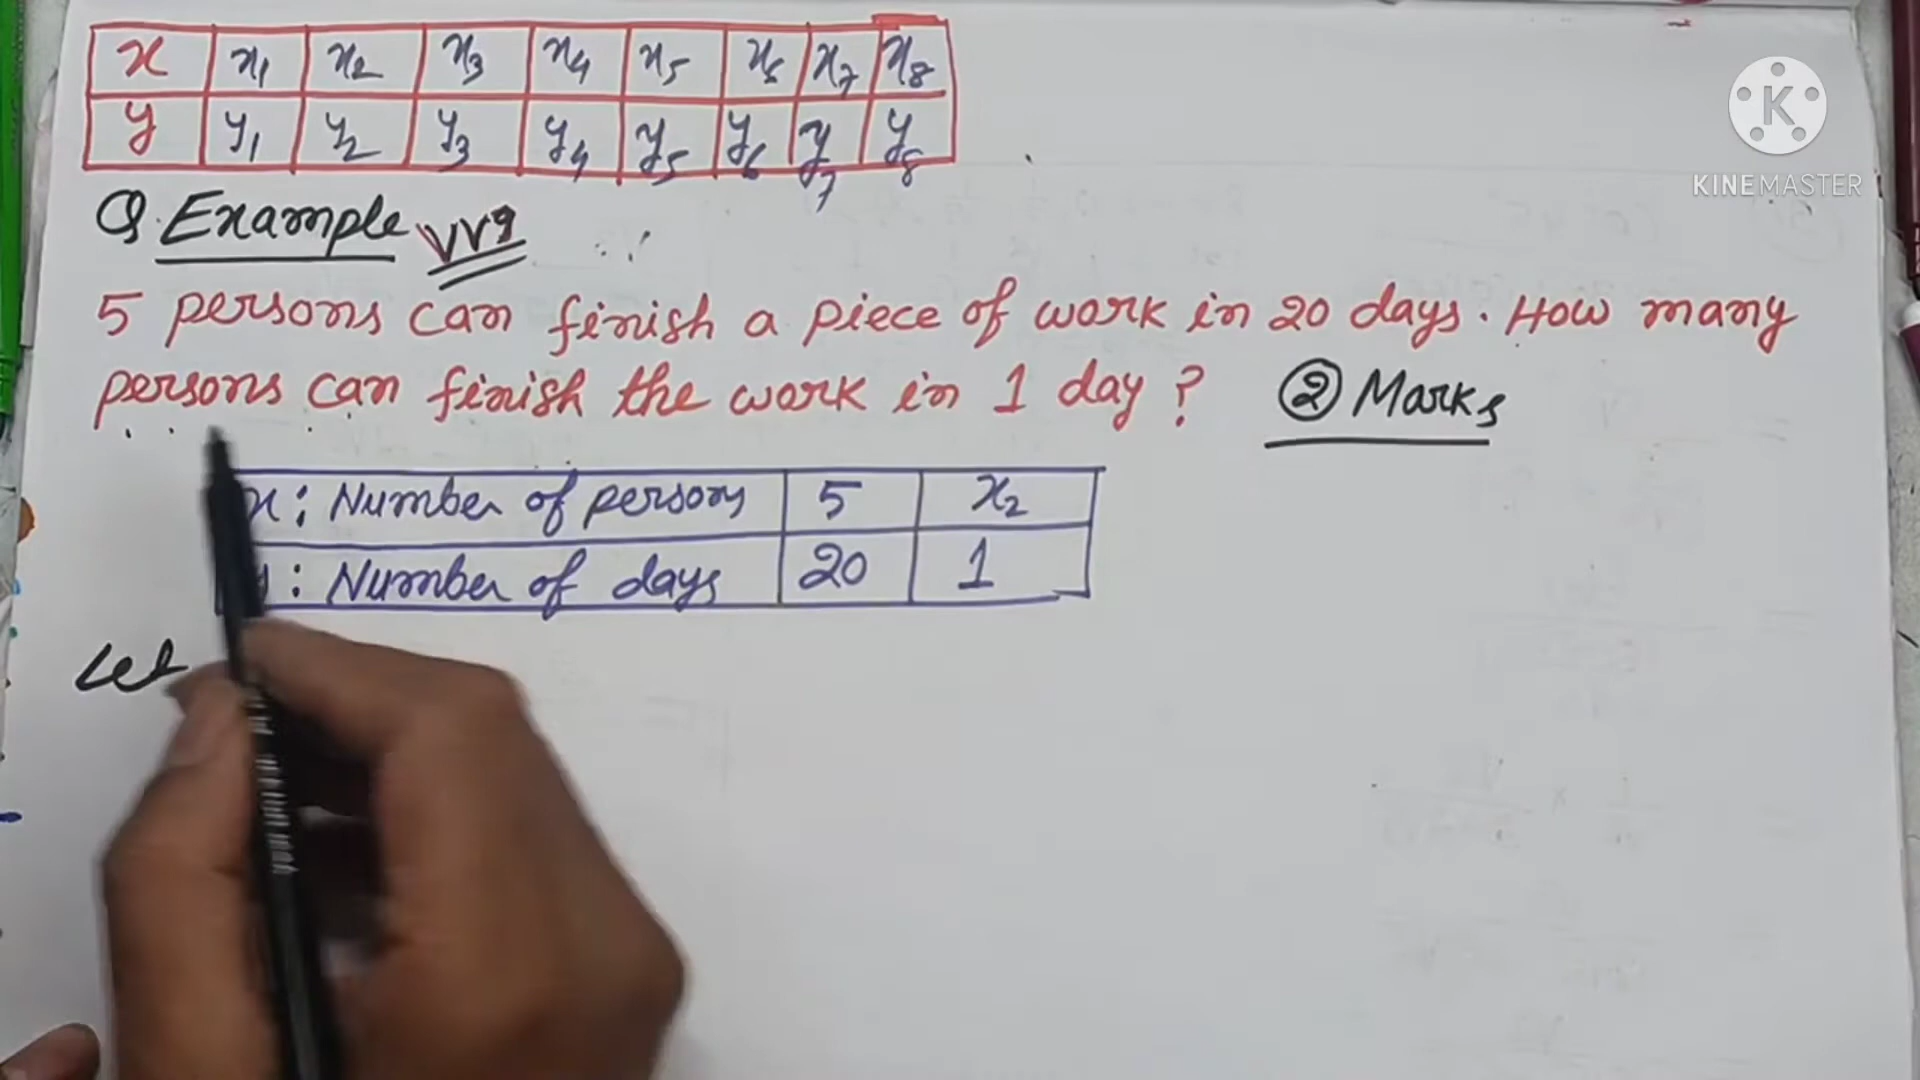 x x1 x2 x3 x4 x5 x6 x7 x8
y y1 y2 y3 y4 y5 y6 y7 y8
K
KINEMASTER
Q. Example VVI
5 persons can finish a piece of work in 20 days. How many
persons can finish the work in 1 day? ② Marks
x: Number of persons 5 x2
: Number of days 20 1
Let